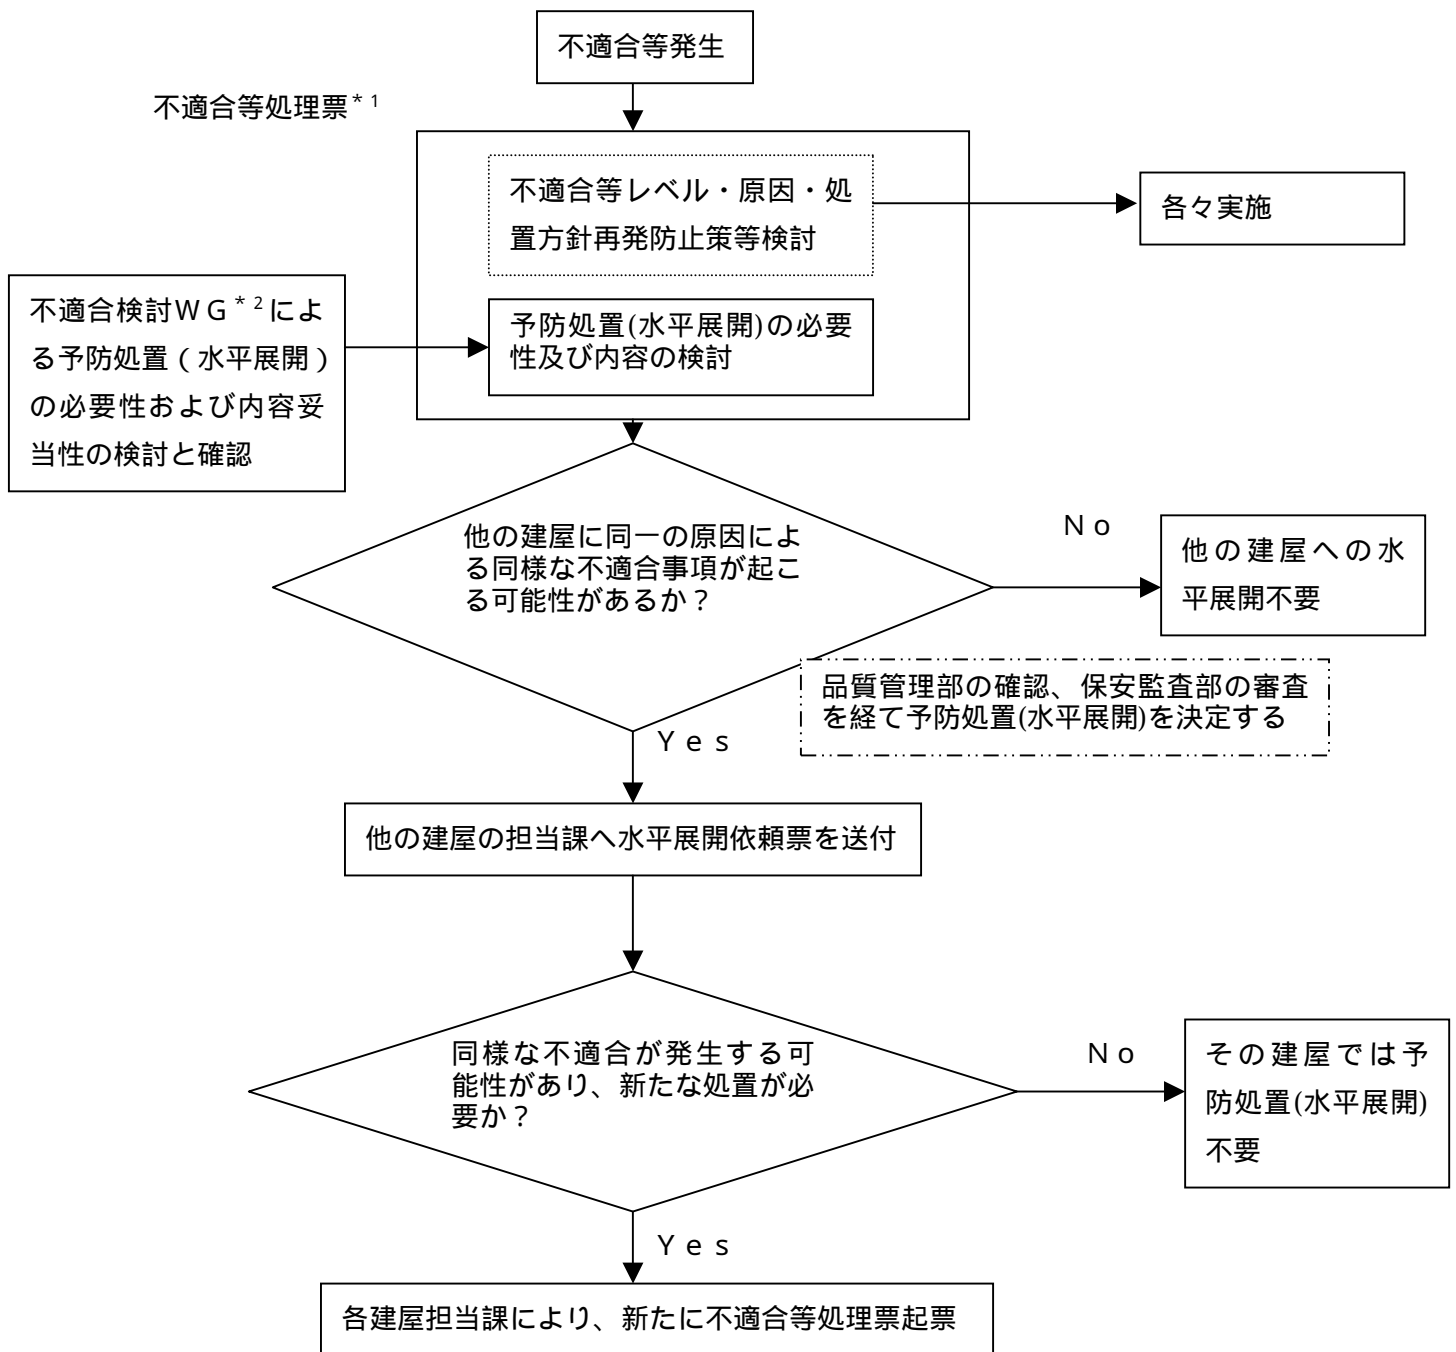 不適合等発生
不適合等処理票*1
不適合等レベル・原因・処
置方針再発防止策等検討
各々実施
不適合検討WG*2によ
る予防処置(水平展開)
の必要性および内容妥
当性の検討と確認
予防処置(水平展開)の必要
性及び内容の検討
他の建屋に同一の原因によ
る同様な不適合事項が起こ
る可能性があるか?
No
他の建屋への水
平展開不要
品質管理部の確認、保安監査部の審査
を経て予防処置(水平展開)を決定する
Yes
他の建屋の担当課へ水平展開依頼票を送付
同様な不適合が発生する可
能性があり、新たな処置が必
要か?
No
その建屋では予
防処置(水平展開)
不要
Yes
各建屋担当課により、新たに不適合等処理票起票